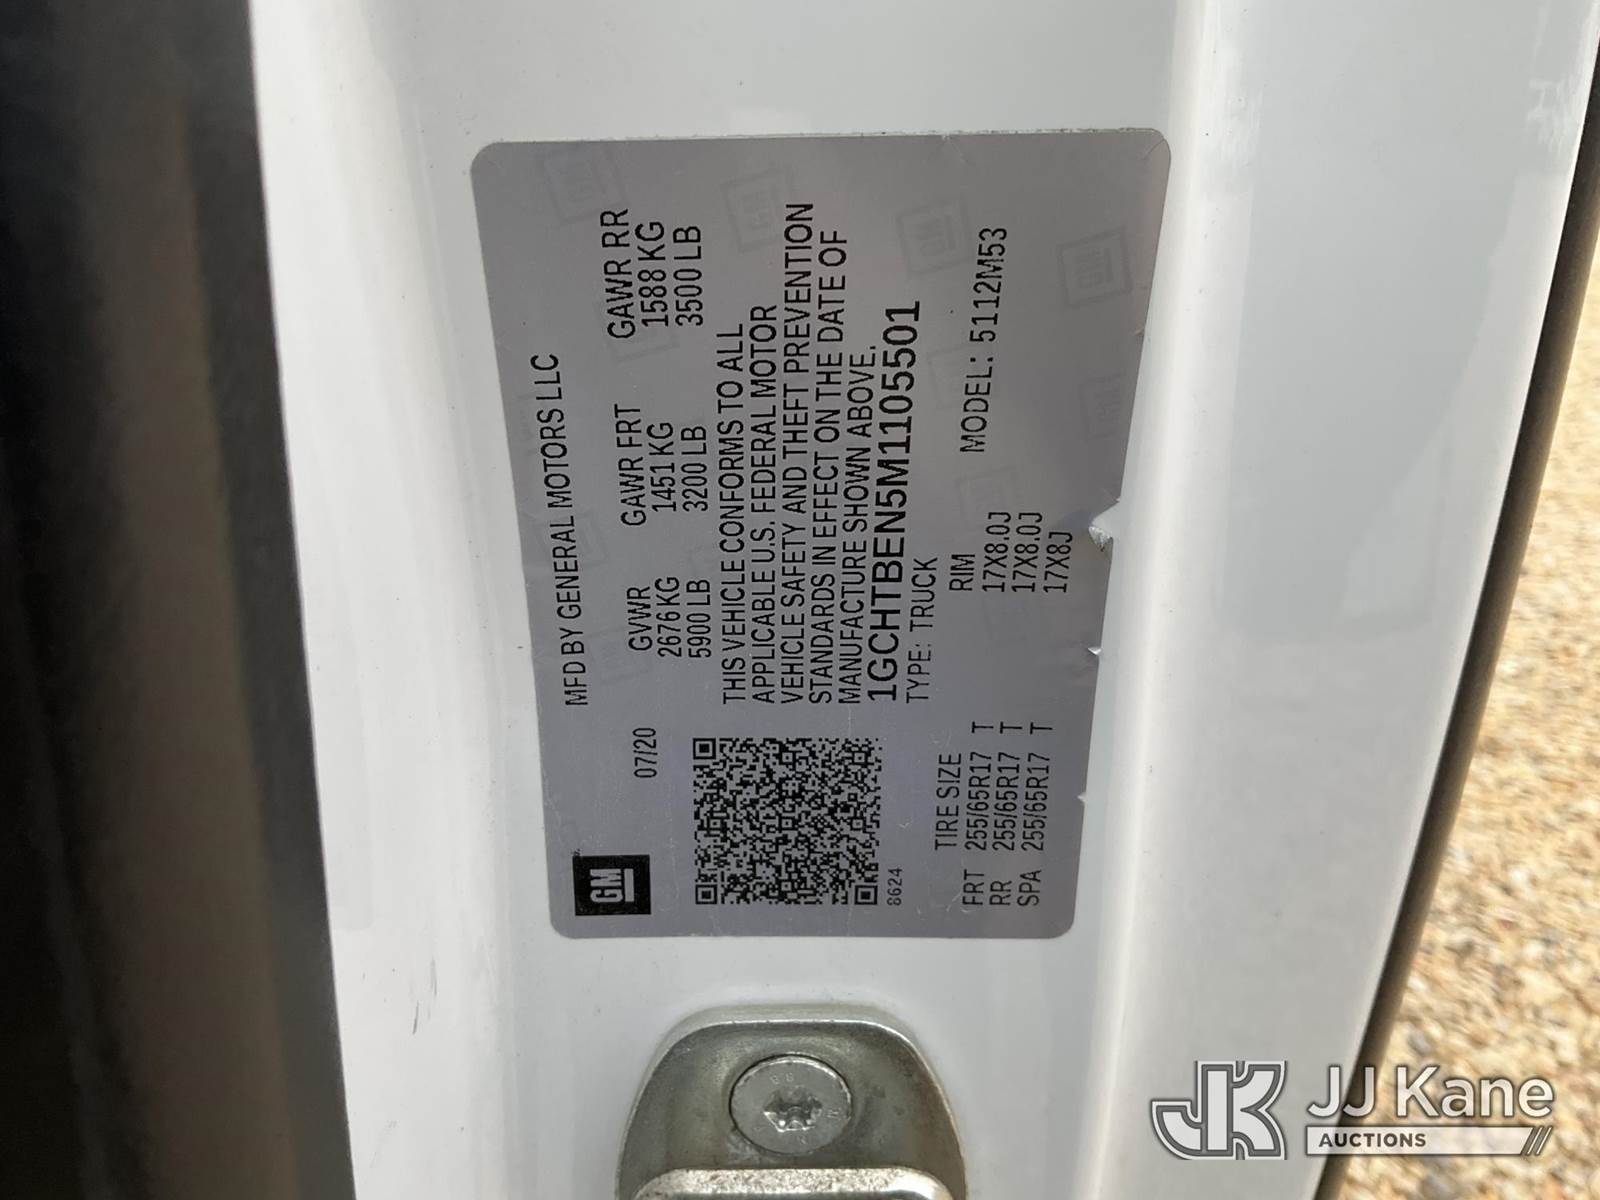 MFD BY GENERAL MOTORS LLC
GM
07/20
GVWR GAWR FRT GAWR RR
2676 KG 1451 KG 1588 KG
5900 LB 3200 LB 3500 LB
THIS VEHICLE CONFORMS TO ALL
APPLICABLE U.S. FEDERAL MOTOR
VEHICLE SAFETY AND THEFT PREVENTION
STANDARDS IN EFFECT ON THE DATE OF
MANUFACTURE SHOWN ABOVE.
1GCHTBEN5M1105501
8624
TYPE: TRUCK
TIRE SIZE RIM MODEL: 5112M53
FRT 255/65R17 T 17X8.0J
RR 255/65R17 T 17X8.0J
SPA 255/65R17 T 17X8J
JK JJ Kane
AUCTIONS